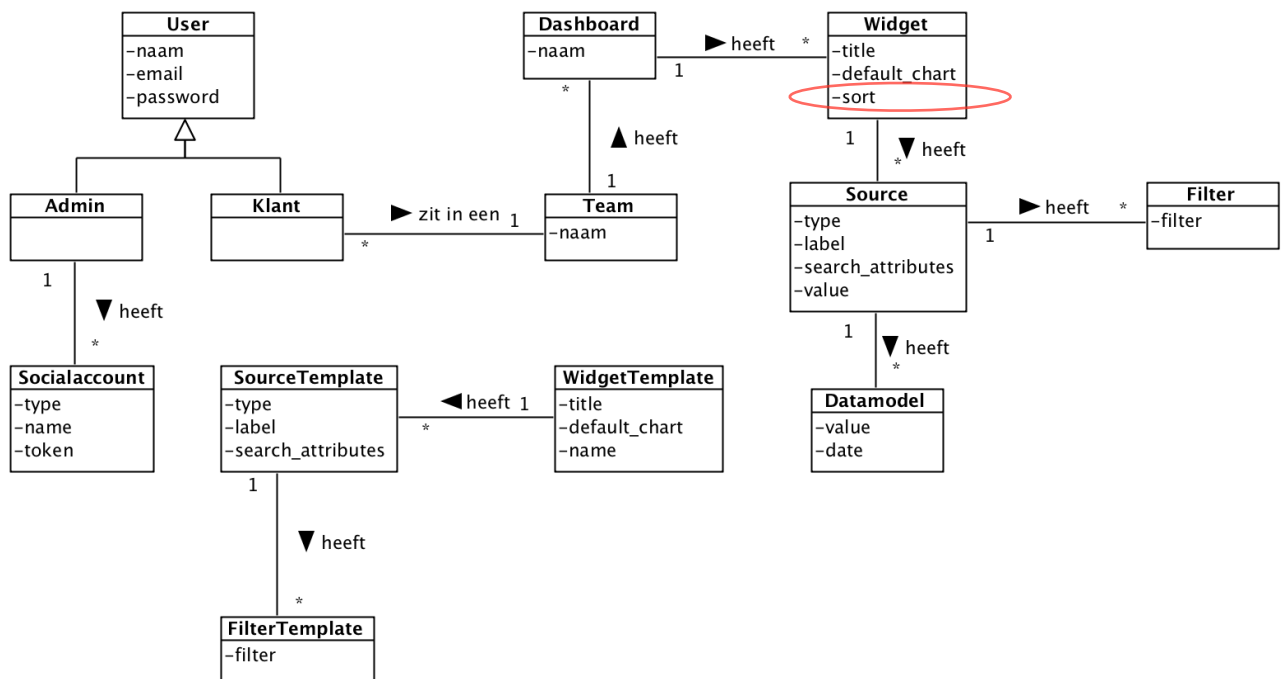 User
-naam
-email
-password
Dashboard
-naam
heeft
*
1
Widget
-title
-default_chart
-sort
*
heeft
1
1
heeft
*
Admin
Klant
zit in een
1
*
Team
-naam
Source
-type
-label
-search_attributes
-value
heeft
*
1
Filter
-filter
1
heeft
*
1
heeft
*
Socialaccount
-type
-name
-token
SourceTemplate
-type
-label
-search_attributes
heeft
1
*
WidgetTemplate
-title
-default_chart
-name
Datamodel
-value
-date
1
heeft
*
FilterTemplate
-filter